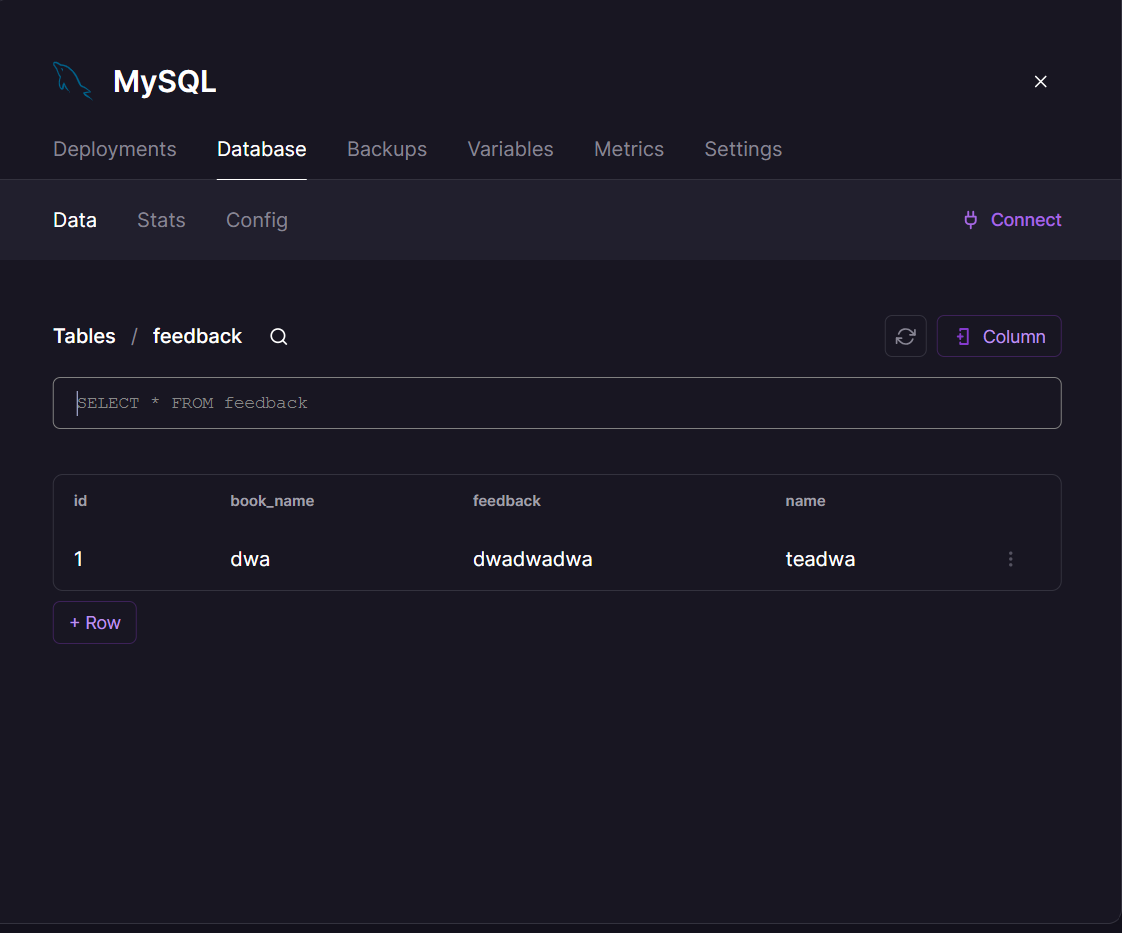 MySQL
Deployments Database Backups Variables Metrics Settings
Data Stats Config Connect
Tables / feedback Column
SELECT * FROM feedback
id book_name feedback name
1 dwa dwadwadwa teadwa
+ Row